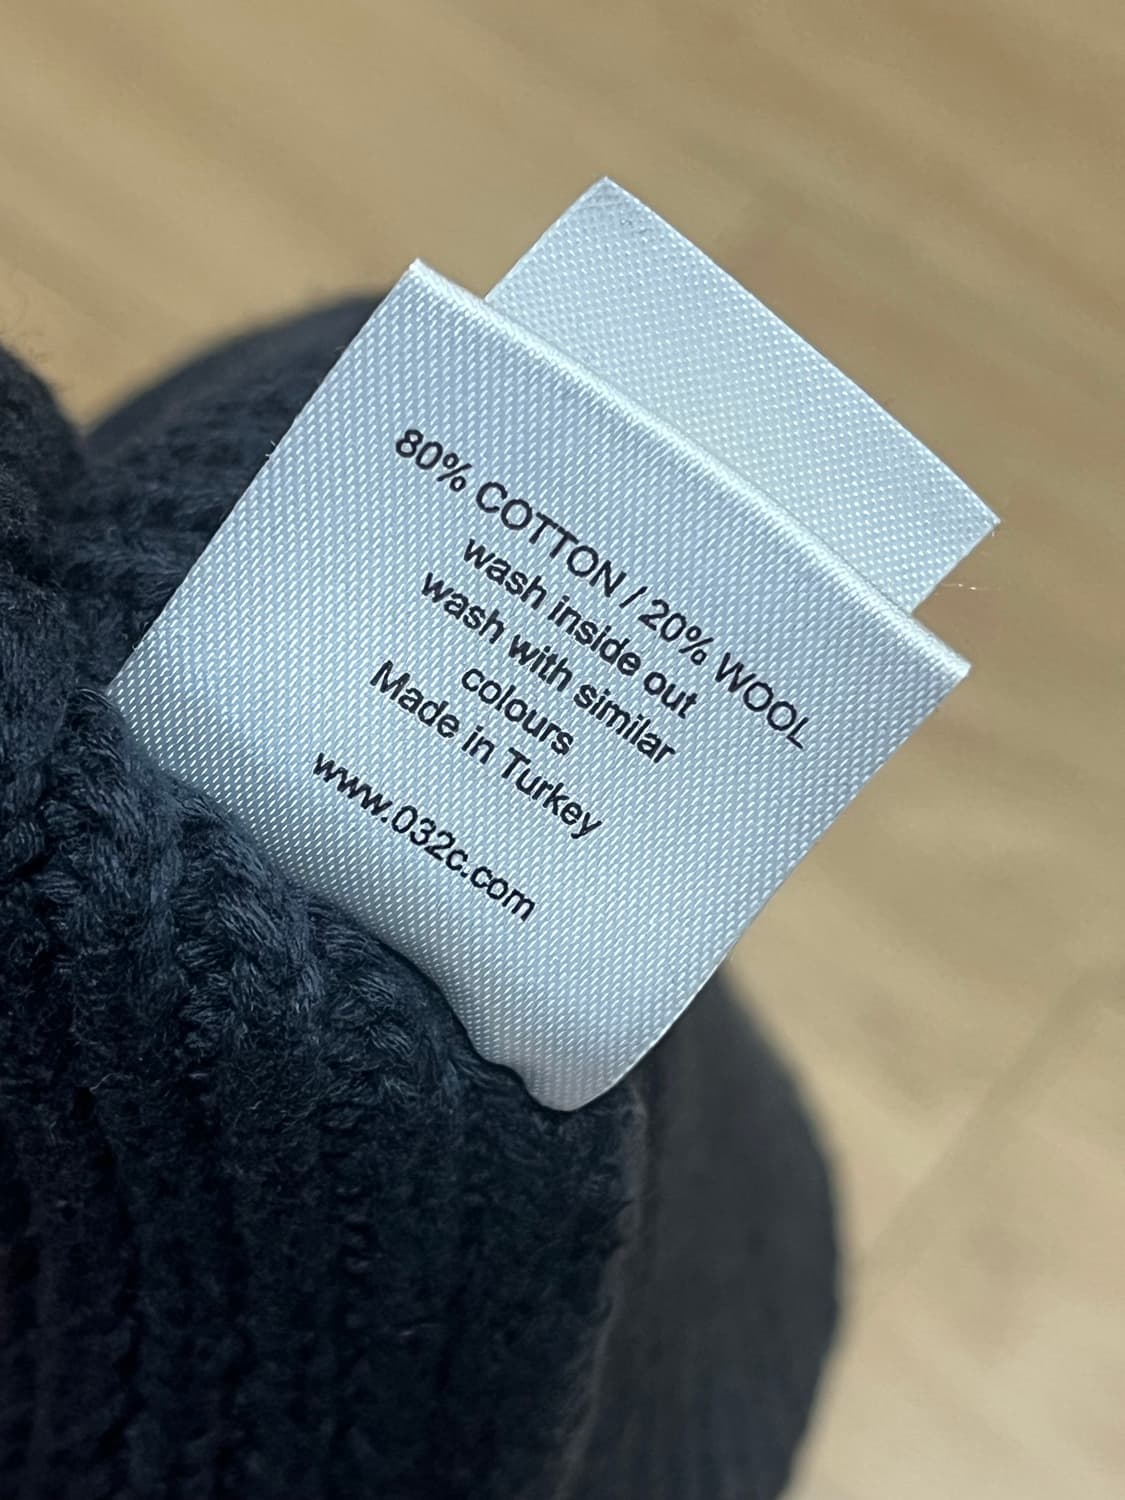 80% COTTON / 20% WOOL
wash inside out
wash with similar
colours
Made in Turkey
www.032c.com